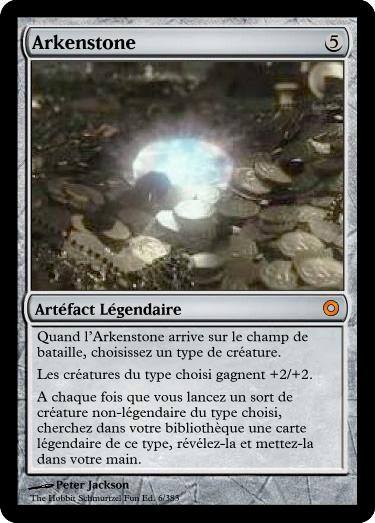 Arkenstone 5
Artéfact Légendaire
Quand l'Arkenstone arrive sur le champ de
bataille, choisissez un type de créature.
Les créatures du type choisi gagnent +2/+2.
A chaque fois que vous lancez un sort de
créature non-légendaire du type choisi,
cherchez dans votre bibliothèque une carte
légendaire de ce type, révélez-la et mettez-la
dans votre main.
Peter Jackson
The Hobbit Schmurtzel Fun Ed. 6/383